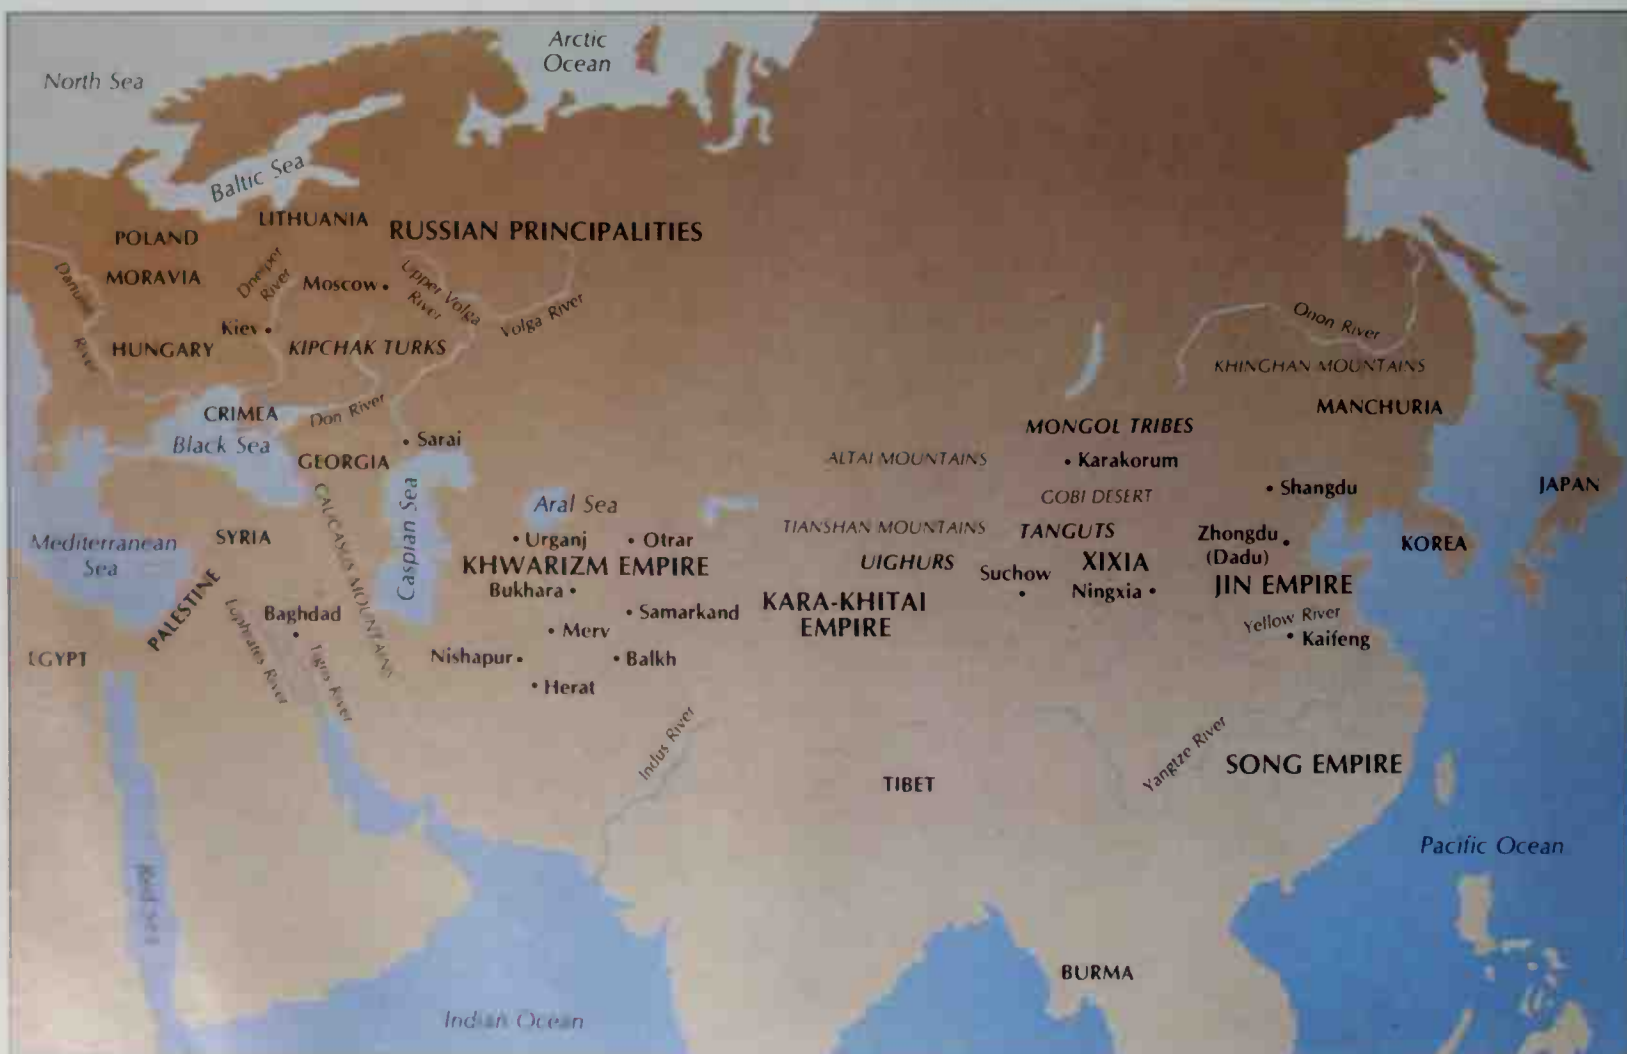 Arctic
Ocean
North Sea
Baltic Sea
LITHUANIA
RUSSIAN PRINCIPALITIES
POLAND
MORAVIA
Danube
River
Dnieper
River
Moscow
Upper Volga
River
Volga River
Kiev
HUNGARY
KIPCHAK TURKS
Onon River
KHINGHAN MOUNTAINS
MANCHURIA
CRIMEA
Don River
Black Sea
Sarai
GEORGIA
MONGOL TRIBES
ALTAI MOUNTAINS
Karakorum
GOBI DESERT
Shangdu
JAPAN
CAUCASUS MOUNTAINS
Caspian Sea
Aral Sea
Mediterranean
Sea
SYRIA
Urganj
Otrar
TIANSHAN MOUNTAINS
TANGUTS
Zhongdu
(Dadu)
KOREA
KHWARIZM EMPIRE
UIGHURS
XIXIA
Suchow
Ningxia
JIN EMPIRE
PALESTINE
Euphrates River
Baghdad
Tigris River
Bukhara
Samarkand
KARA-KHITAI
EMPIRE
Yellow River
Kaifeng
Merv
EGYPT
Nishapur
Balkh
Herat
Indus River
Yangtze River
SONG EMPIRE
TIBET
Pacific Ocean
Red Sea
BURMA
Indian Ocean